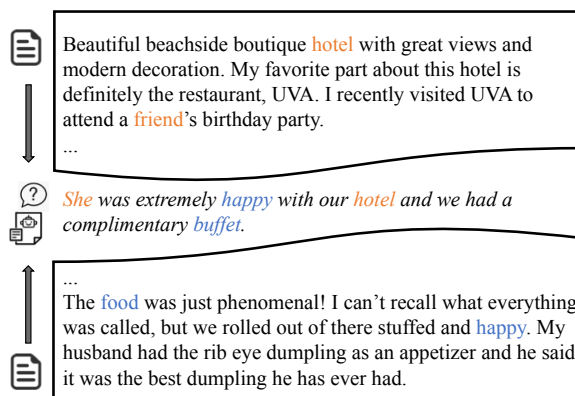 Beautiful beachside boutique hotel with great views and
modern decoration. My favorite part about this hotel is
definitely the restaurant, UVA. I recently visited UVA to
attend a friend's birthday party.
...
She was extremely happy with our hotel and we had a
complimentary buffet.
...
The food was just phenomenal! I can't recall what everything
was called, but we rolled out of there stuffed and happy. My
husband had the rib eye dumpling as an appetizer and he said
it was the best dumpling he has ever had.